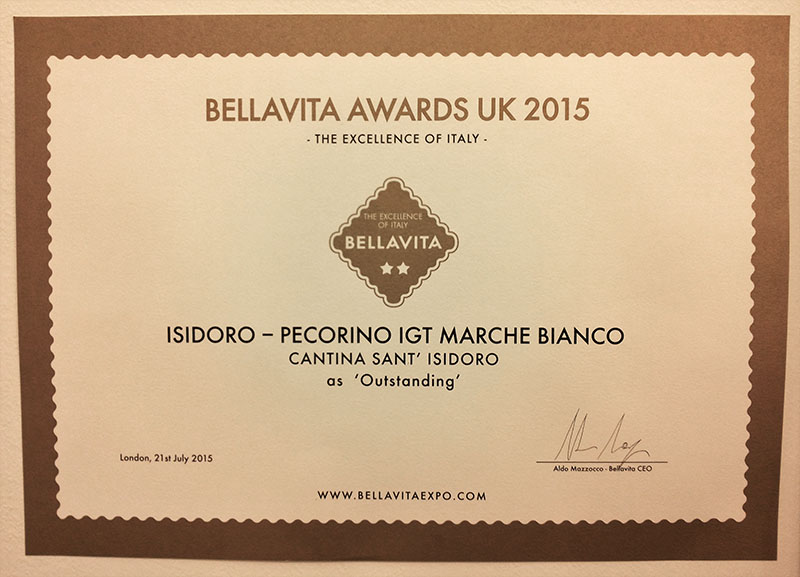 BELLAVITA AWARDS UK 2015
- THE EXCELLENCE OF ITALY -
THE EXCELLENCE
OF ITALY
BELLAVITA
ISIDORO – PECORINO IGT MARCHE BIANCO
CANTINA SANT' ISIDORO
as 'Outstanding'
London, 21st July 2015
Aldo Mazzocco - Bellavita CEO
WWW.BELLAVITAEXPO.COM